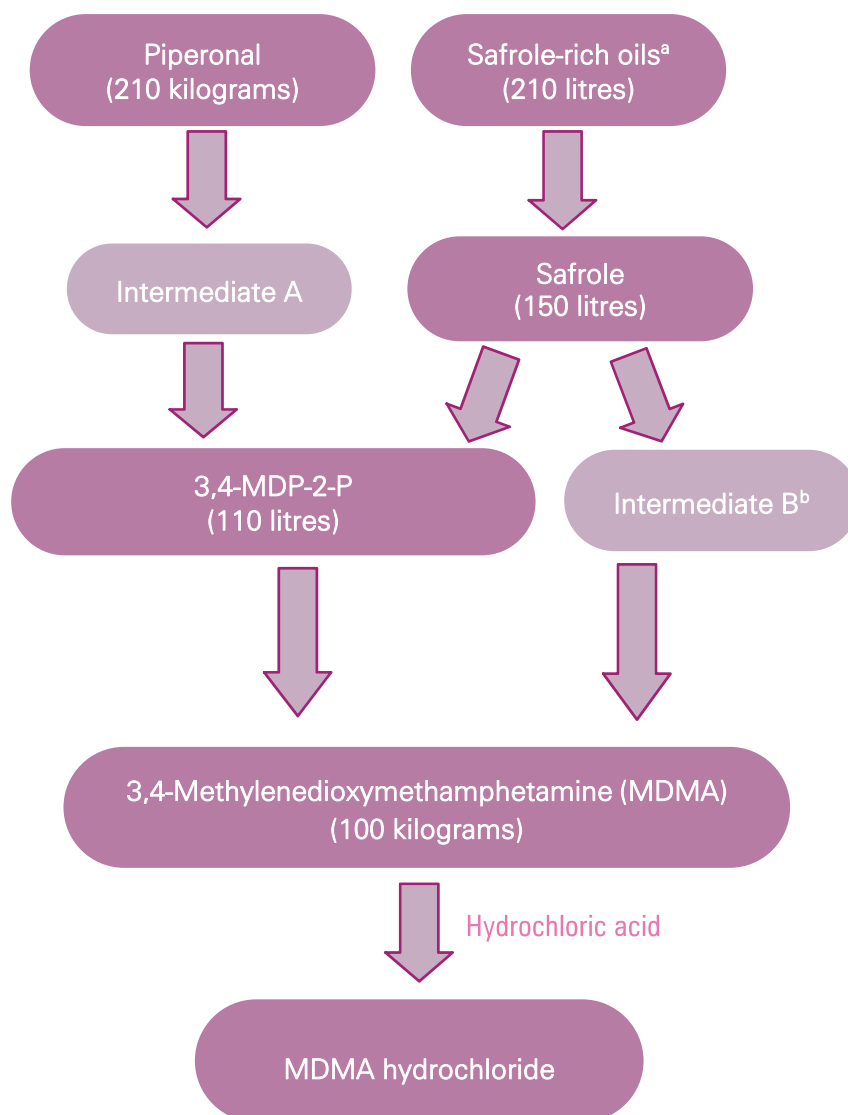 Piperonal
(210 kilograms)
Safrole-rich oilsᵃ
(210 litres)
Intermediate A
Safrole
(150 litres)
3,4-MDP-2-P
(110 litres)
Intermediate Bᵇ
3,4-Methylenedioxymethamphetamine (MDMA)
(100 kilograms)
Hydrochloric acid
MDMA hydrochloride